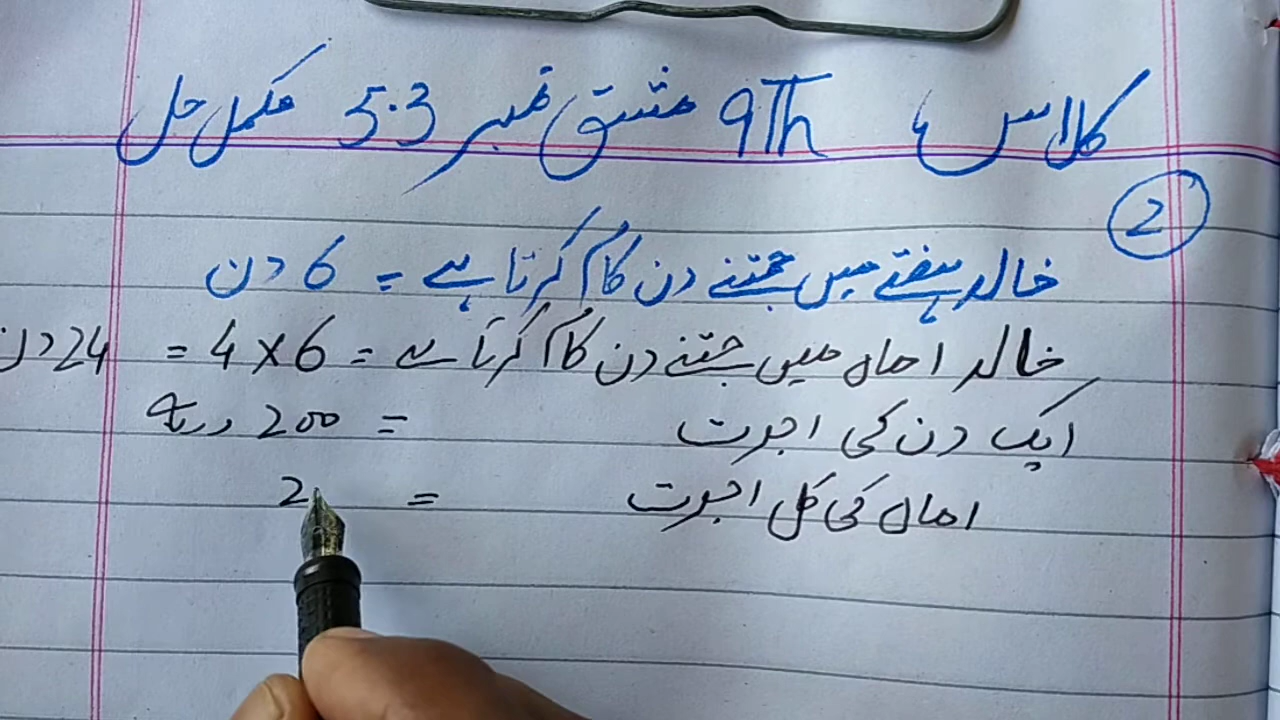 کلاس 9Th مشق نمبر 5.3 مکمل حل
2
خالد ہفتے میں جتنے دن کام کرتا ہے = 6 دن
خالد 1 ماہ میں جتنے دن کام کرتا ہے = 6 × 4 = 24 دن
ایک دن کی اجرت = 200 روپے
1 ماہ کی کل اجرت = 2